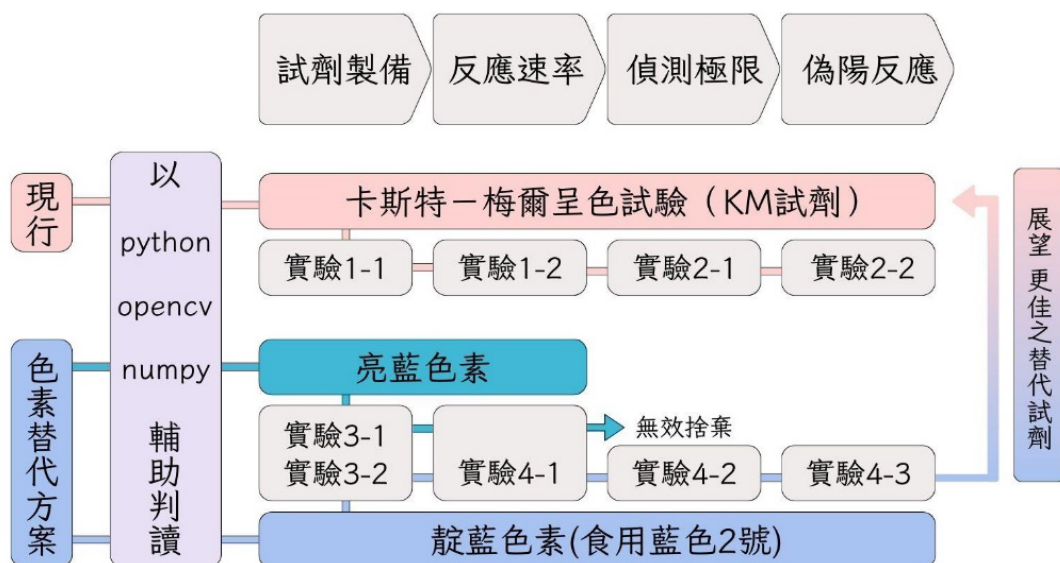 試劑製備
反應速率
偵測極限
偽陽反應
現行
以
python
opencv
numpy
輔助判讀
卡斯特－梅爾呈色試驗（KM試劑）
實驗1-1
實驗1-2
實驗2-1
實驗2-2
展望 更佳之替代試劑
色素替代方案
亮藍色素
實驗3-1
無效捨棄
實驗3-2
實驗4-1
實驗4-2
實驗4-3
靛藍色素(食用藍色2號)